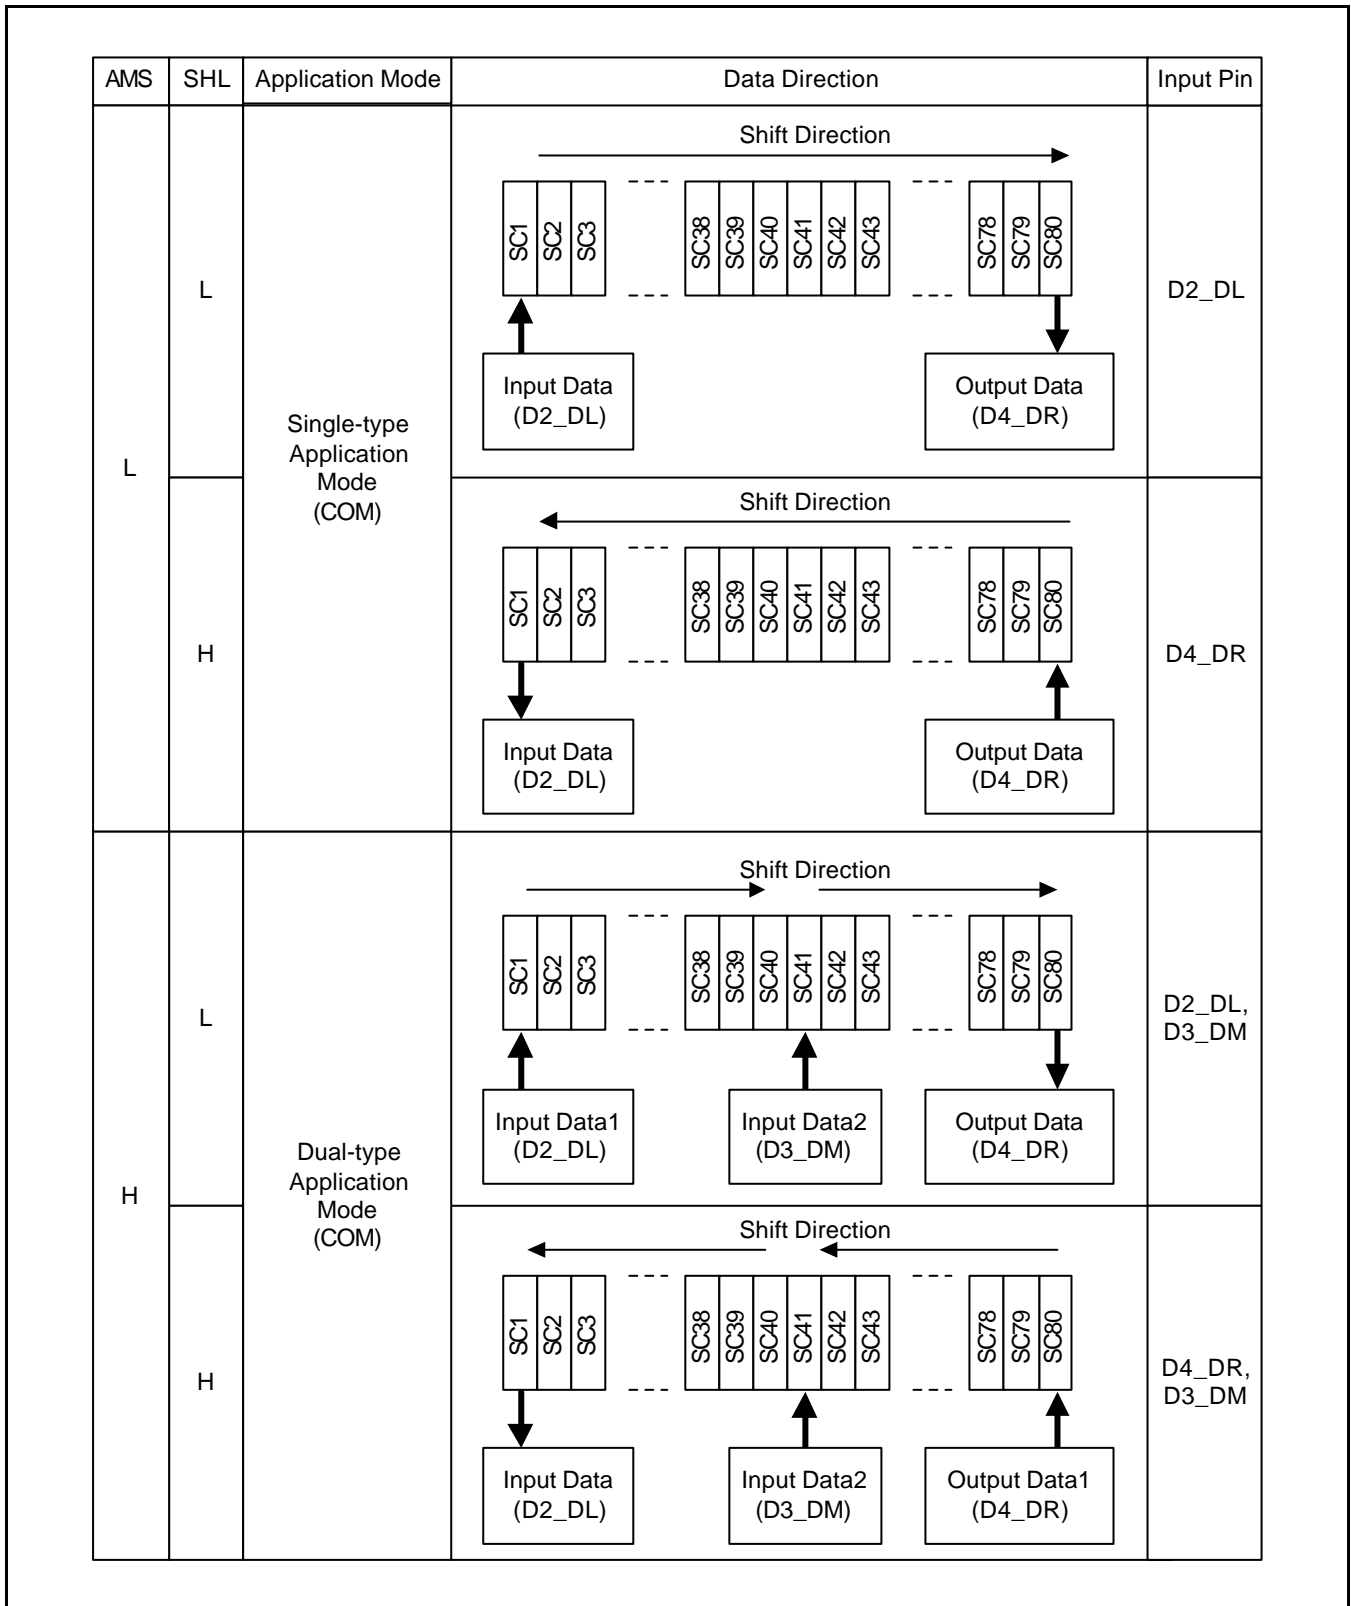 AMS SHL Application Mode Data Direction Input Pin
Shift Direction
SC1 SC2 SC3 SC38 SC39 SC40 SC41 SC42 SC43 SC78 SC79 SC80
L
D2_DL
Input Data
(D2_DL)
Output Data
(D4_DR)
L
Single-type
Application
Mode
(COM)
Shift Direction
SC1 SC2 SC3 SC38 SC39 SC40 SC41 SC42 SC43 SC78 SC79 SC80
H
D4_DR
Input Data
(D2_DL)
Output Data
(D4_DR)
Shift Direction
SC1 SC2 SC3 SC38 SC39 SC40 SC41 SC42 SC43 SC78 SC79 SC80
L
D2_DL,
D3_DM
Input Data1
(D2_DL)
Input Data2
(D3_DM)
Output Data
(D4_DR)
H
Dual-type
Application
Mode
(COM)
Shift Direction
SC1 SC2 SC3 SC38 SC39 SC40 SC41 SC42 SC43 SC78 SC79 SC80
H
D4_DR,
D3_DM
Input Data
(D2_DL)
Input Data2
(D3_DM)
Output Data1
(D4_DR)